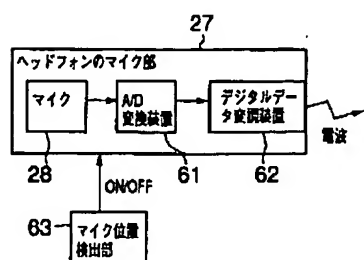 27
ヘッドフォンのマイク部
マイク
A/D
変換装置
デジタルデー
タ変調装置
電波
28
ON/OFF
61
62
63
マイク位置
検出部